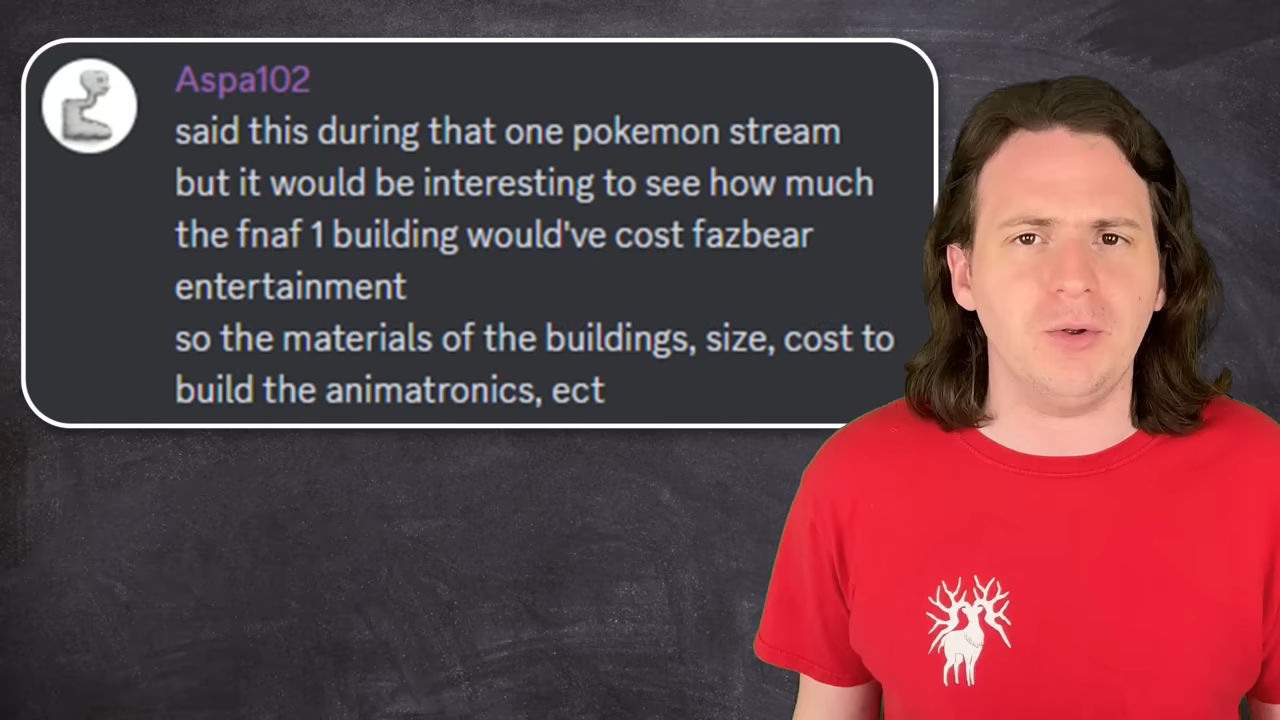 Aspa102
said this during that one pokemon stream
but it would be interesting to see how much
the fnaf 1 building would've cost fazbear
entertainment
so the materials of the buildings, size, cost to
build the animatronics, ect